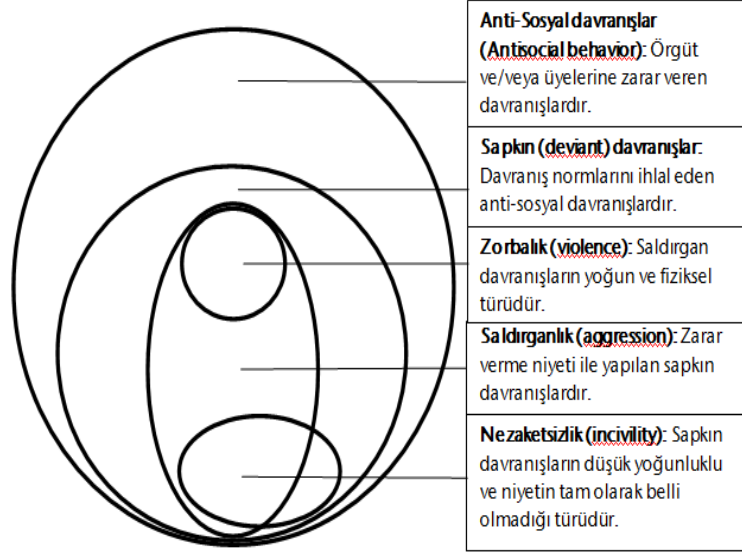 Anti-Sosyal davranışlar
(Antisocial behavior): Örgüt
ve/veya üyelerine zarar veren
davranışlardır.
Sapkın (deviant) davranışlar:
Davranış normlarını ihlal eden
anti-sosyal davranışlardır.
Zorbalık (violence): Saldırgan
davranışların yoğun ve fiziksel
türüdür.
Saldırganlık (aggression): Zarar
verme niyeti ile yapılan sapkın
davranışlardır.
Nezaketsizlik (incivility): Sapkın
davranışların düşük yoğunluklu
ve niyetin tam olarak belli
olmadığı türüdür.